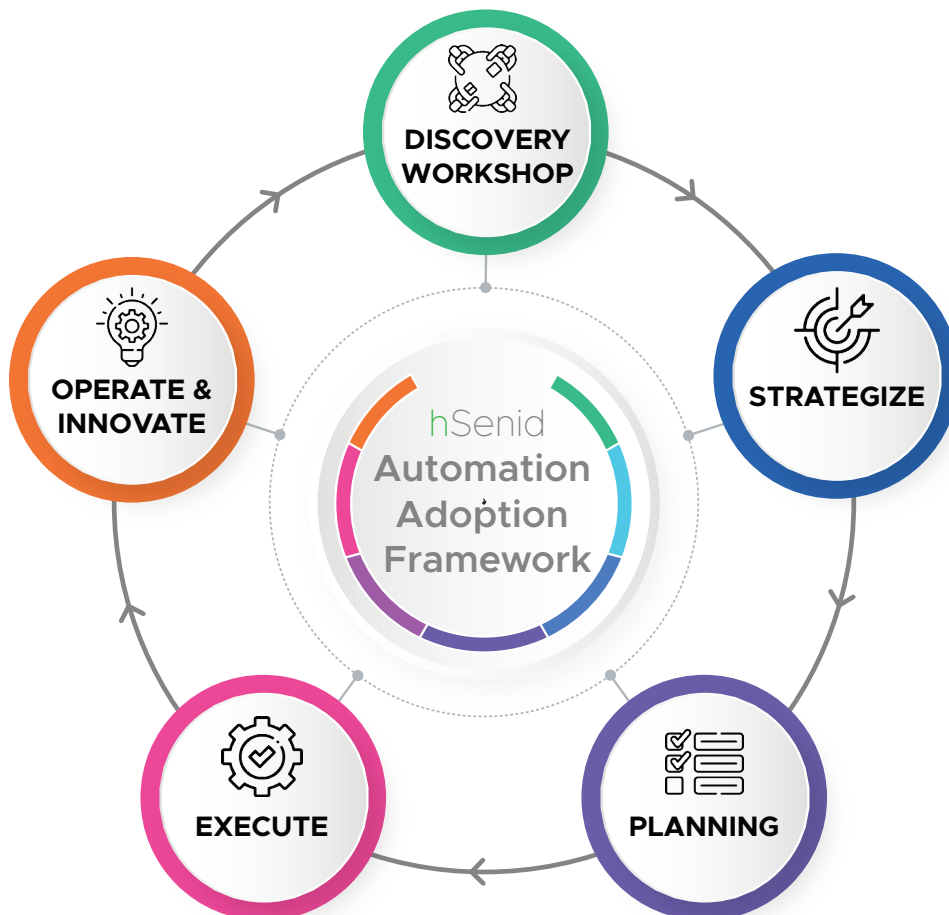 DISCOVERY
WORKSHOP
STRATEGIZE
PLANNING
EXECUTE
OPERATE &
INNOVATE
hSenid
Automation
Adoption
Framework